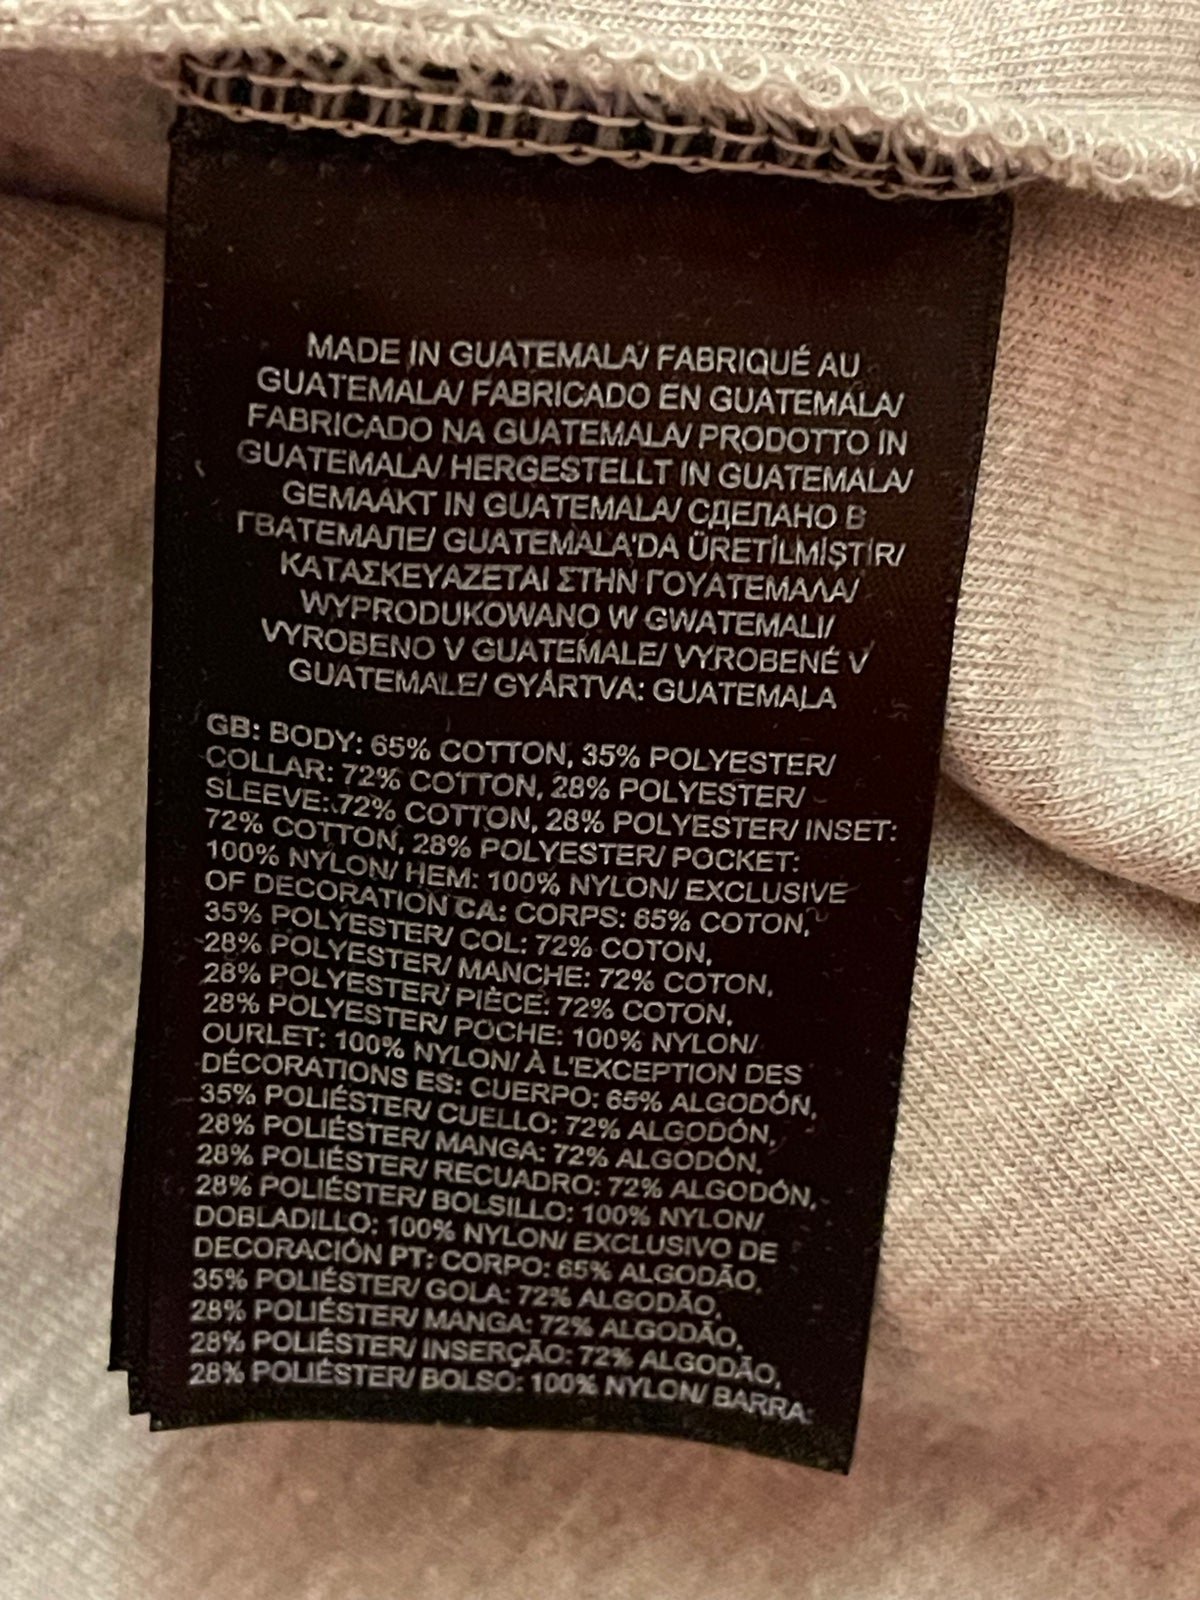 MADE IN GUATEMALA/ FABRIQUÉ AU
GUATEMALA/ FABRICADO EN GUATEMALA/
FABRICADO NA GUATEMALA/ PRODOTTO IN
GUATEMALA/ HERGESTELLT IN GUATEMALA/
GEMAAKT IN GUATEMALA/ СДЕЛАНО В
ГВАТЕМАЛЕ/ GUATEMALA'DA ÜRETİLMİŞTİR/
ΚΑΤΑΣΚΕΥΑΖΕΤΑΙ ΣΤΗΝ ΓΟΥΑΤΕΜΑΛΑ/
WYPRODUKOWANO W GWATEMALI/
VYROBENO V GUATEMALE/ VYROBENÉ V
GUATEMALE/ GYÁRTVA: GUATEMALA
GB: BODY: 65% COTTON, 35% POLYESTER/
COLLAR: 72% COTTON, 28% POLYESTER/
SLEEVE: 72% COTTON, 28% POLYESTER/ INSET:
72% COTTON, 28% POLYESTER/ POCKET:
100% NYLON/ HEM: 100% NYLON/ EXCLUSIVE
OF DECORATION CA: CORPS: 65% COTON,
35% POLYESTER/ COL: 72% COTON,
28% POLYESTER/ MANCHE: 72% COTON,
28% POLYESTER/ PIÈCE: 72% COTON,
28% POLYESTER/ POCHE: 100% NYLON/
OURLET: 100% NYLON/ À L'EXCEPTION DES
DÉCORATIONS ES: CUERPO: 65% ALGODÓN,
35% POLIÉSTER/ CUELLO: 72% ALGODÓN,
28% POLIÉSTER/ MANGA: 72% ALGODÓN,
28% POLIÉSTER/ RECUADRO: 72% ALGODÓN,
28% POLIÉSTER/ BOLSILLO: 100% NYLON/
DOBLADILLO: 100% NYLON/ EXCLUSIVO DE
DECORACIÓN PT: CORPO: 65% ALGODÃO,
35% POLIÉSTER/ GOLA: 72% ALGODÃO,
28% POLIÉSTER/ MANGA: 72% ALGODÃO,
28% POLIÉSTER/ INSERÇÃO: 72% ALGODÃO,
28% POLIÉSTER/ BOLSO: 100% NYLON/ BARRA: